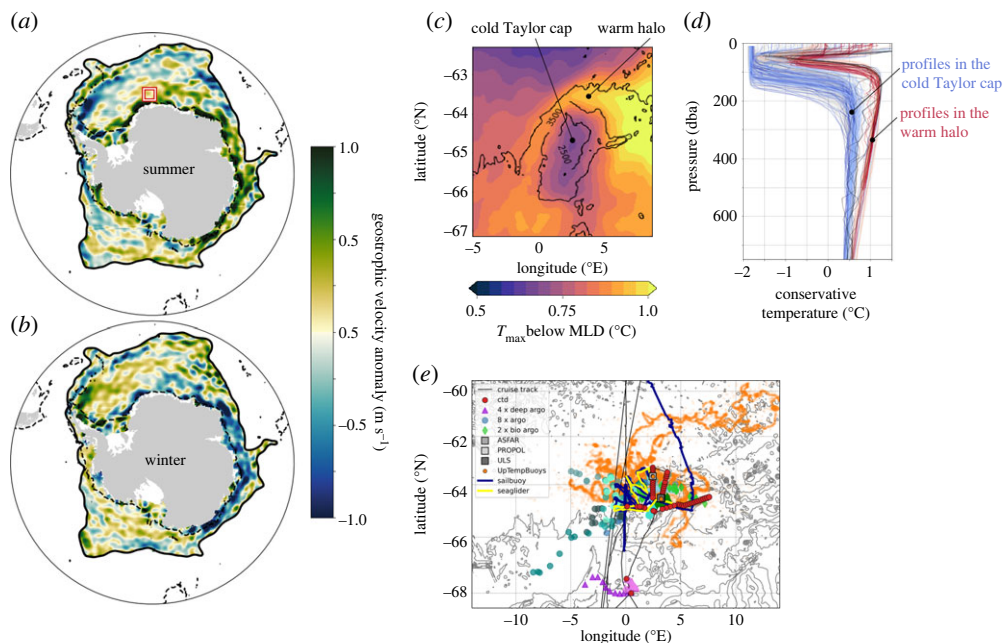 (a)
summer
(b)
winter
1.0
0.5
0.5
−0.5
−1.0
geostrophic velocity anomaly (m s−1)
(c)
cold Taylor cap
warm halo
−63
−64
−65
−66
−67
latitude (°N)
3500
2500
−5
0
5
longitude (°E)
0.5
0.75
1.0
Tmax below MLD (°C)
(d)
0
200
400
600
pressure (dba)
profiles in the
cold Taylor cap
profiles in the
warm halo
−2
−1
0
1
conservative
temperature (°C)
(e)
−60
−62
−64
−66
−68
latitude (°N)
cruise track
ctd
4 x deep argo
8 x argo
2 x bio argo
ASFAR
PROPOL
ULS
UpTempBuoys
sailbuoy
seaglider
−10
−5
0
5
10
longitude (°E)